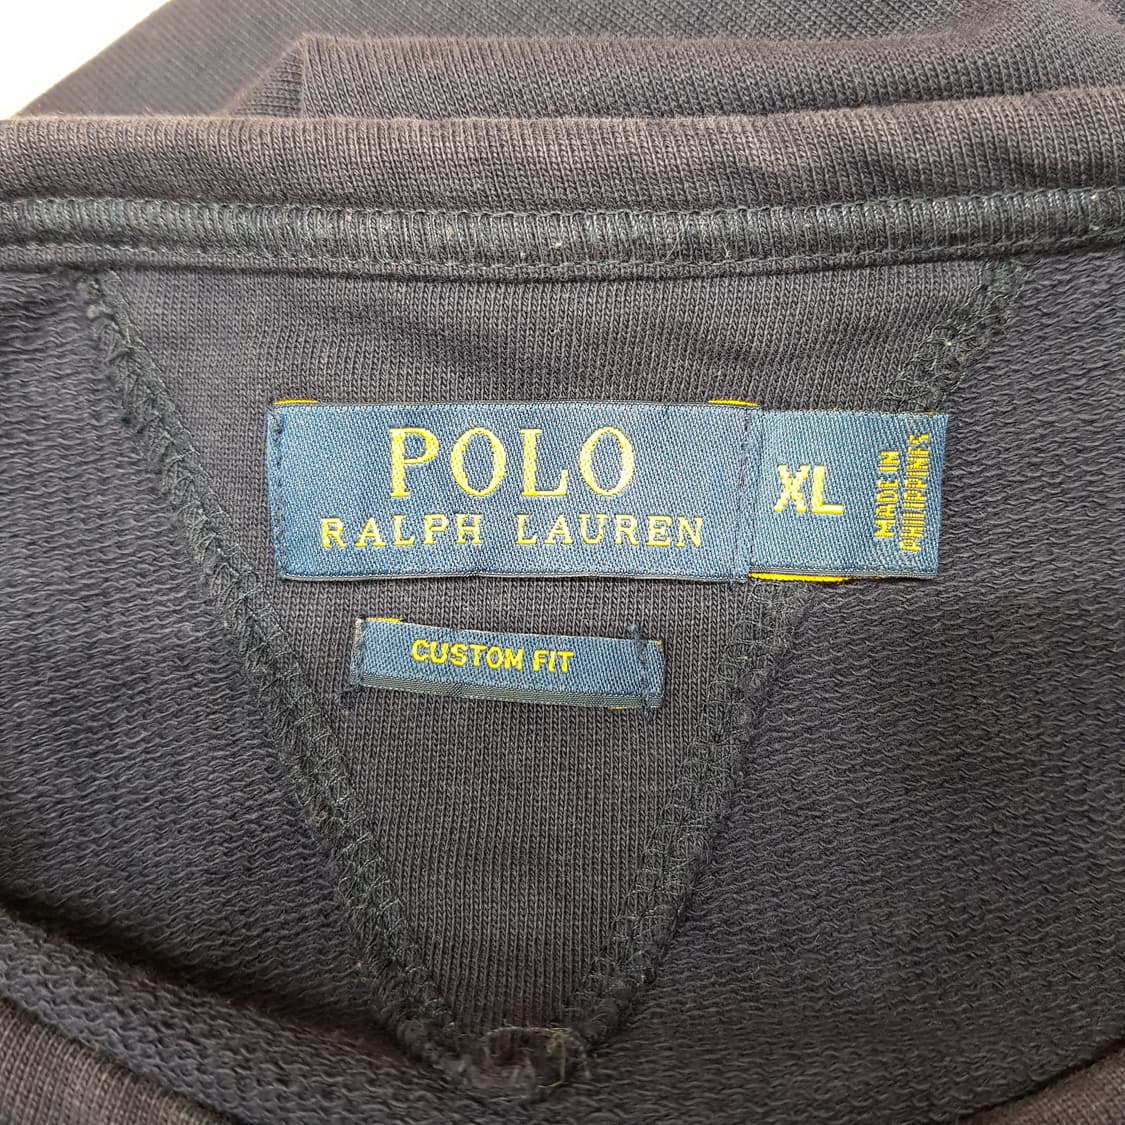 POLO
RALPH LAUREN
XL
MADE IN
PHILIPPINES
CUSTOM FIT